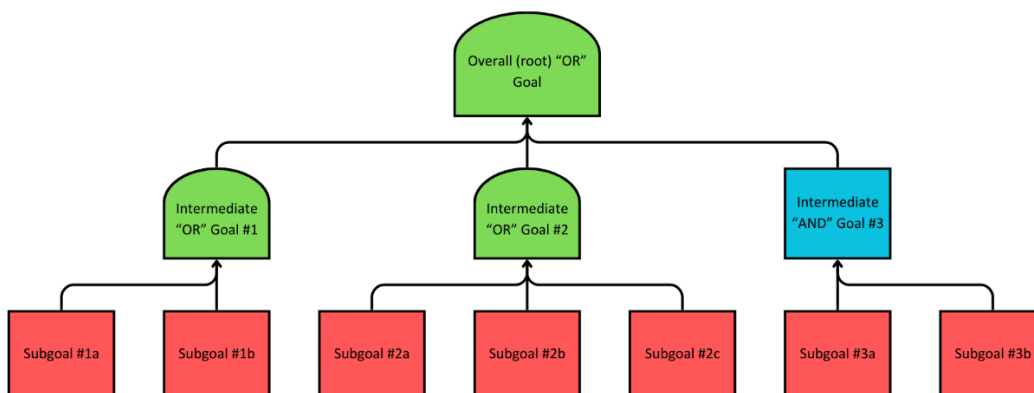 Overall (root) “OR”
Goal
Intermediate
“OR” Goal #1
Intermediate
“OR” Goal #2
Intermediate
“AND” Goal #3
Subgoal #1a
Subgoal #1b
Subgoal #2a
Subgoal #2b
Subgoal #2c
Subgoal #3a
Subgoal #3b